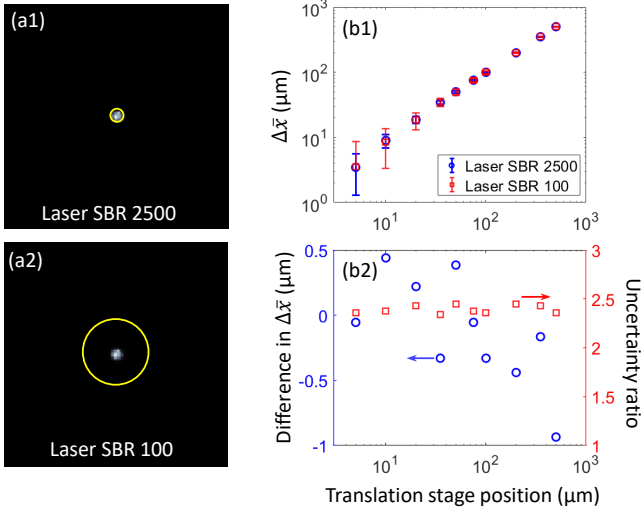 (a1)
Laser SBR 2500
(a2)
Laser SBR 100
(b1)
Δx̄ (μm)
10³
10²
10¹
10⁰
Laser SBR 2500
Laser SBR 100
10¹ 10² 10³
(b2)
Difference in Δx̄ (μm)
0.5
0
-0.5
-1
3
2.5
2
1.5
1
Uncertainty ratio
10¹ 10² 10³
Translation stage position (μm)